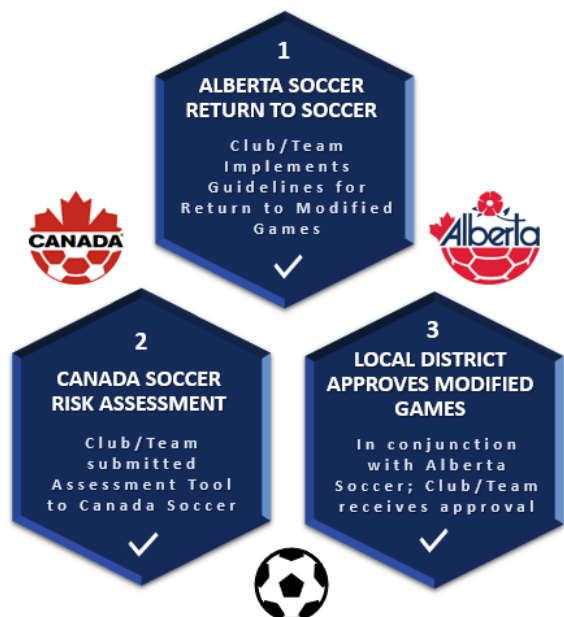 1
ALBERTA SOCCER
RETURN TO SOCCER
Club/Team
Implements
Guidelines for
Return to Modified
Games
CANADA
Alberta
2
CANADA SOCCER
RISK ASSESSMENT
Club/Team
submitted
Assessment Tool
to Canada Soccer
3
LOCAL DISTRICT
APPROVES MODIFIED
GAMES
In conjunction
with Alberta
Soccer; Club/Team
receives approval